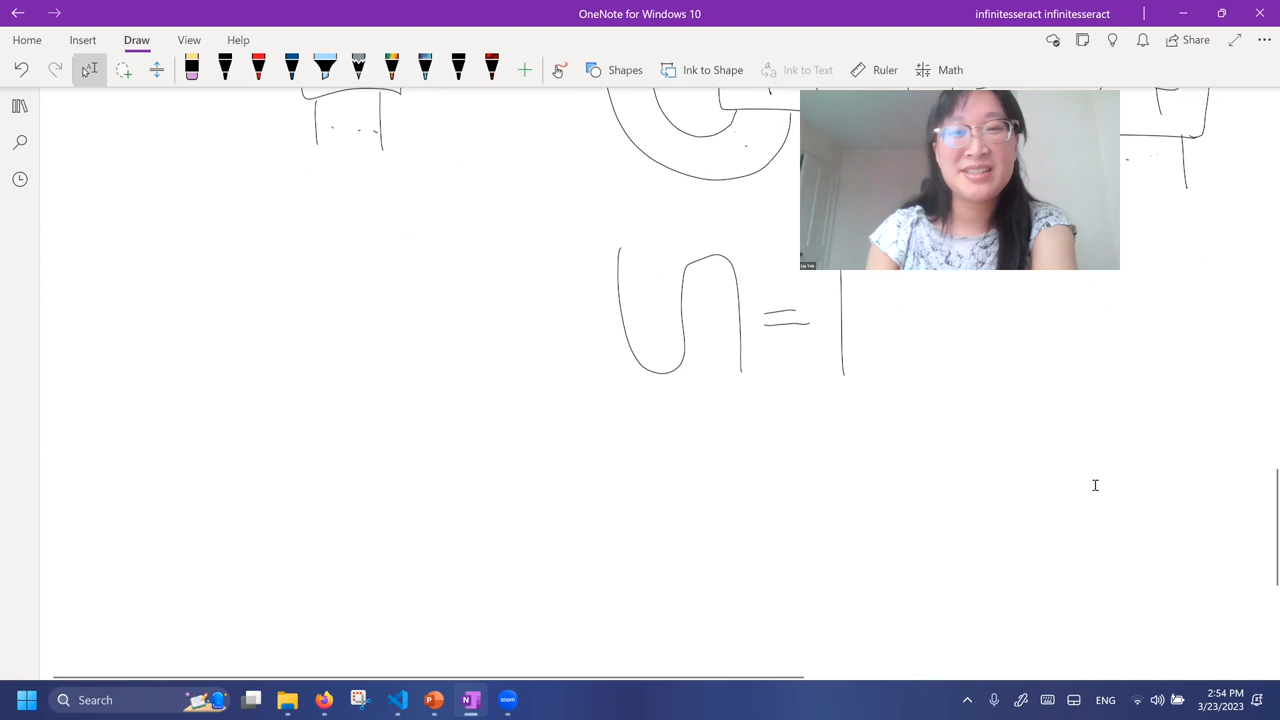 OneNote for Windows 10
infinitesseract infinitesseract
Home
Insert
Draw
View
Help
Share
Shapes
Ink to Shape
Ink to Text
Ruler
Math
Search
zoom
ENG
2:54 PM
3/23/2023